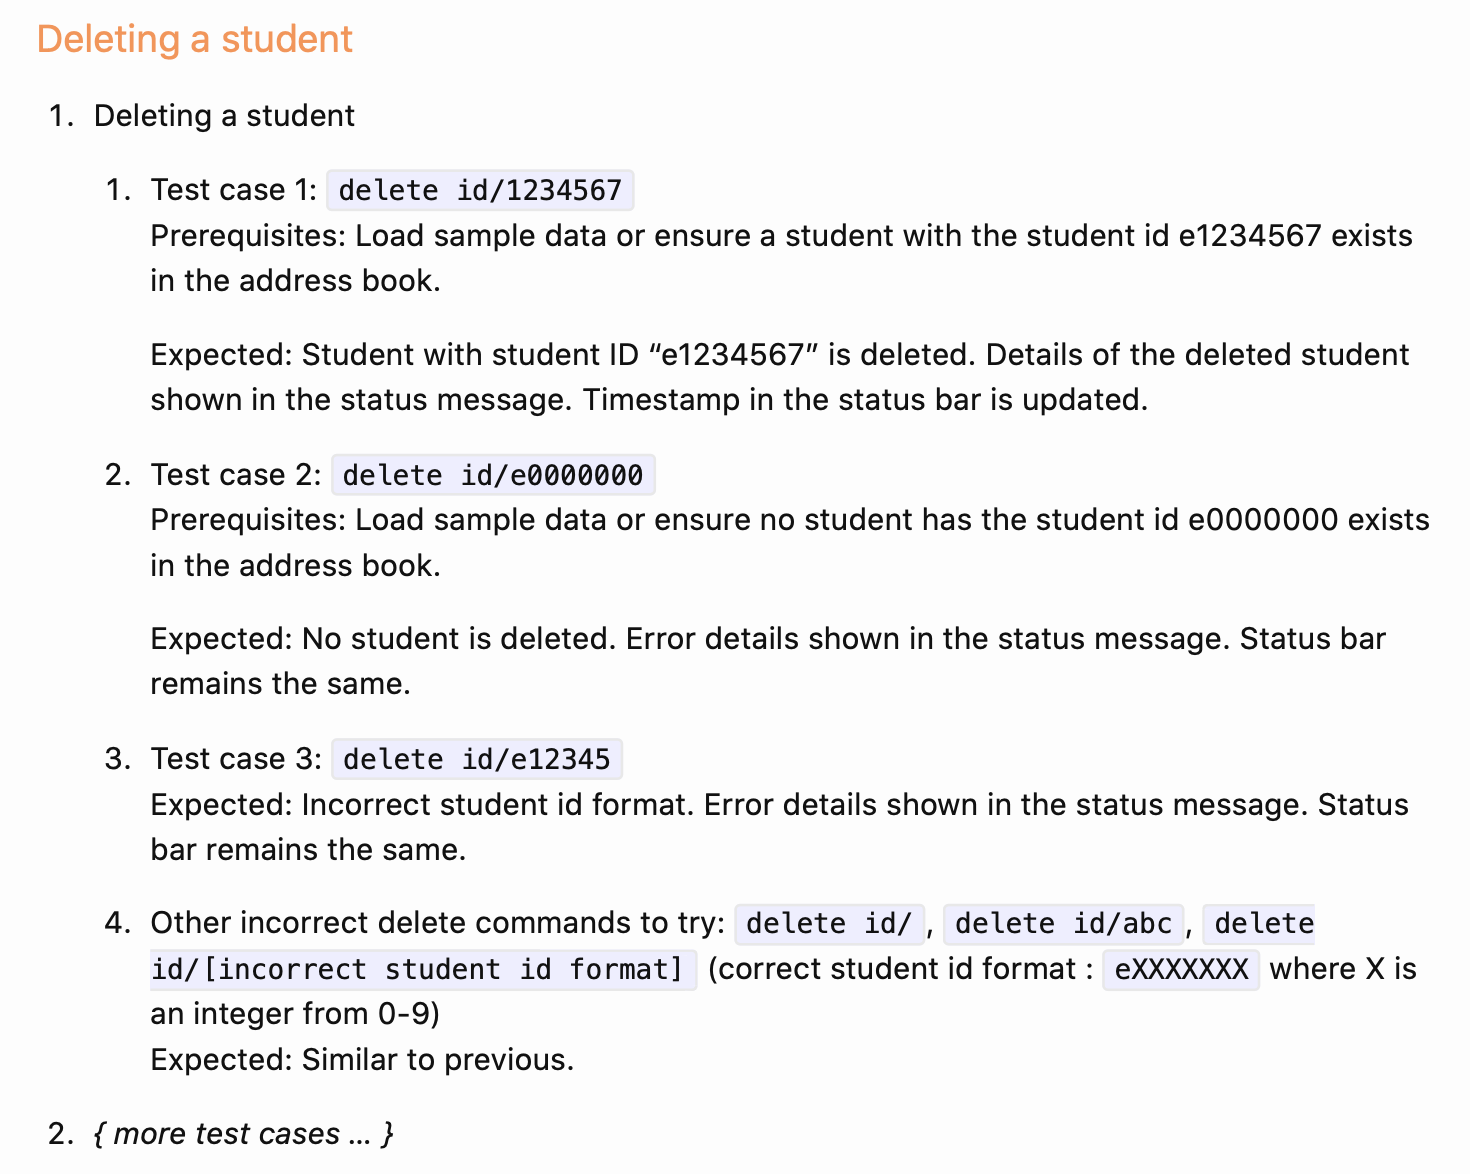 Deleting a student
1. Deleting a student
1. Test case 1: delete id/1234567
Prerequisites: Load sample data or ensure a student with the student id e1234567 exists
in the address book.
Expected: Student with student ID “e1234567” is deleted. Details of the deleted student
shown in the status message. Timestamp in the status bar is updated.
2. Test case 2: delete id/e0000000
Prerequisites: Load sample data or ensure no student has the student id e0000000 exists
in the address book.
Expected: No student is deleted. Error details shown in the status message. Status bar
remains the same.
3. Test case 3: delete id/e12345
Expected: Incorrect student id format. Error details shown in the status message. Status
bar remains the same.
4. Other incorrect delete commands to try: delete id/, delete id/abc, delete
id/[incorrect student id format] (correct student id format : eXXXXXXX where X is
an integer from 0-9)
Expected: Similar to previous.
2. { more test cases … }